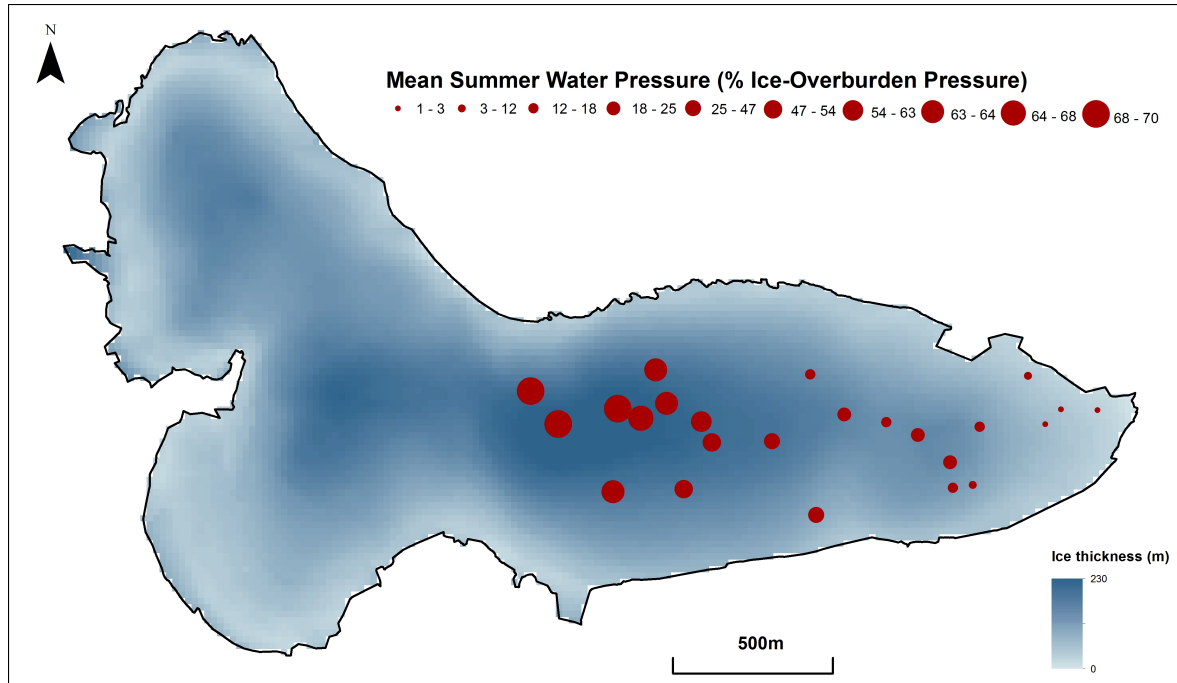 N
Mean Summer Water Pressure (% Ice-Overburden Pressure)
1 - 3 3 - 12 12 - 18 18 - 25 25 - 47 47 - 54 54 - 63 63 - 64 64 - 68 68 - 70
Ice thickness (m)
230
0
500m